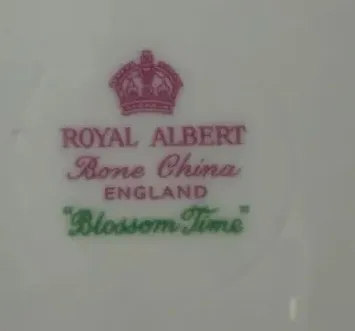 ROYAL ALBERT
Bone China
ENGLAND
"Blossom Time"